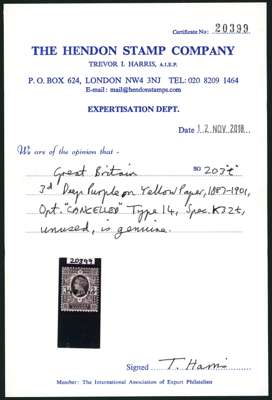 Certificate No: 20399
THE HENDON STAMP COMPANY
TREVOR I. HARRIS, A.I.E.P.
P. O. BOX 624, LONDON NW4 3NJ TEL: 020 8209 1464
E-mail: mail@hendonstamps.com
EXPERTISATION DEPT.
Date 12 NOV 2018
We are of the opinion that -
Great Britain SG 203
3d Deep Purple on Yellow Paper, 1887-1901,
Opt. "CANCELLED" Type 14, Spec. K32t,
unused, is genuine.
20399
Signed T. Harris
Member: The International Association of Expert Philatelists